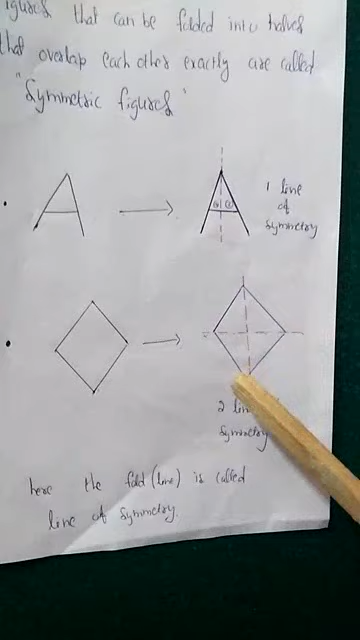 figures that can be folded into halves
that overlap each other exactly are called
"Symmetric figures"
1 line
of
symmetry
2
symmetry
here the fold (line) is called
line of symmetry.